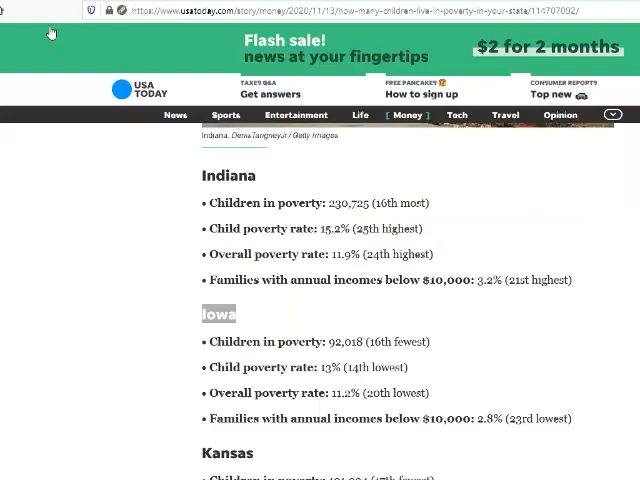 https://www.usatoday.com/story/money/2020/11/13/how-many-children-live-in-poverty-in-your-state/114707092/
Flash sale!
news at your fingertips
$2 for 2 months
USA
TODAY
TAXES Q&A
Get answers
FREE PANCAKES
How to sign up
CONSUMER REPORTS
Top new
News Sports Entertainment Life [ Money ] Tech Travel Opinion
Indiana. DenisTangneyJr / Getty Images
Indiana
• Children in poverty: 230,725 (16th most)
• Child poverty rate: 15.2% (25th highest)
• Overall poverty rate: 11.9% (24th highest)
• Families with annual incomes below $10,000: 3.2% (21st highest)
Iowa
• Children in poverty: 92,018 (16th fewest)
• Child poverty rate: 13% (14th lowest)
• Overall poverty rate: 11.2% (20th lowest)
• Families with annual incomes below $10,000: 2.8% (23rd lowest)
Kansas